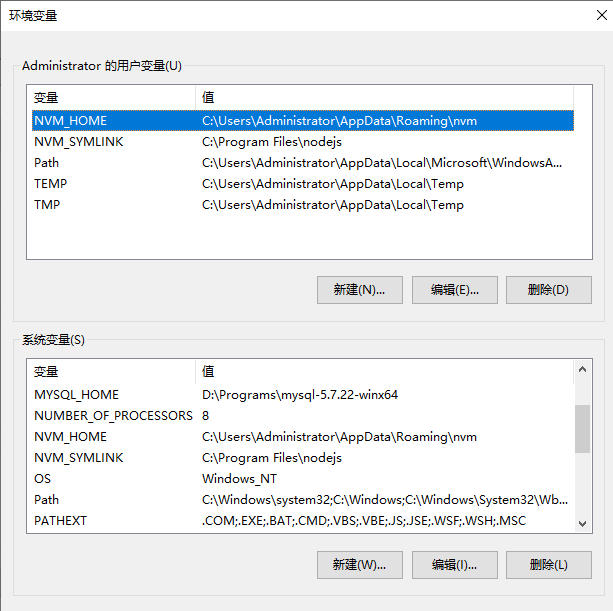 环境变量
Administrator 的用户变量(U)
变量 值
NVM_HOME C:\Users\Administrator\AppData\Roaming\nvm
NVM_SYMLINK C:\Program Files\nodejs
Path C:\Users\Administrator\AppData\Local\Microsoft\WindowsA...
TEMP C:\Users\Administrator\AppData\Local\Temp
TMP C:\Users\Administrator\AppData\Local\Temp
新建(N)... 编辑(E)... 删除(D)
系统变量(S)
变量 值
MYSQL_HOME D:\Programs\mysql-5.7.22-winx64
NUMBER_OF_PROCESSORS 8
NVM_HOME C:\Users\Administrator\AppData\Roaming\nvm
NVM_SYMLINK C:\Program Files\nodejs
OS Windows_NT
Path C:\Windows\system32;C:\Windows;C:\Windows\System32\Wb...
PATHEXT .COM;.EXE;.BAT;.CMD;.VBS;.VBE;.JS;.JSE;.WSF;.WSH;.MSC
新建(W)... 编辑(I)... 删除(L)